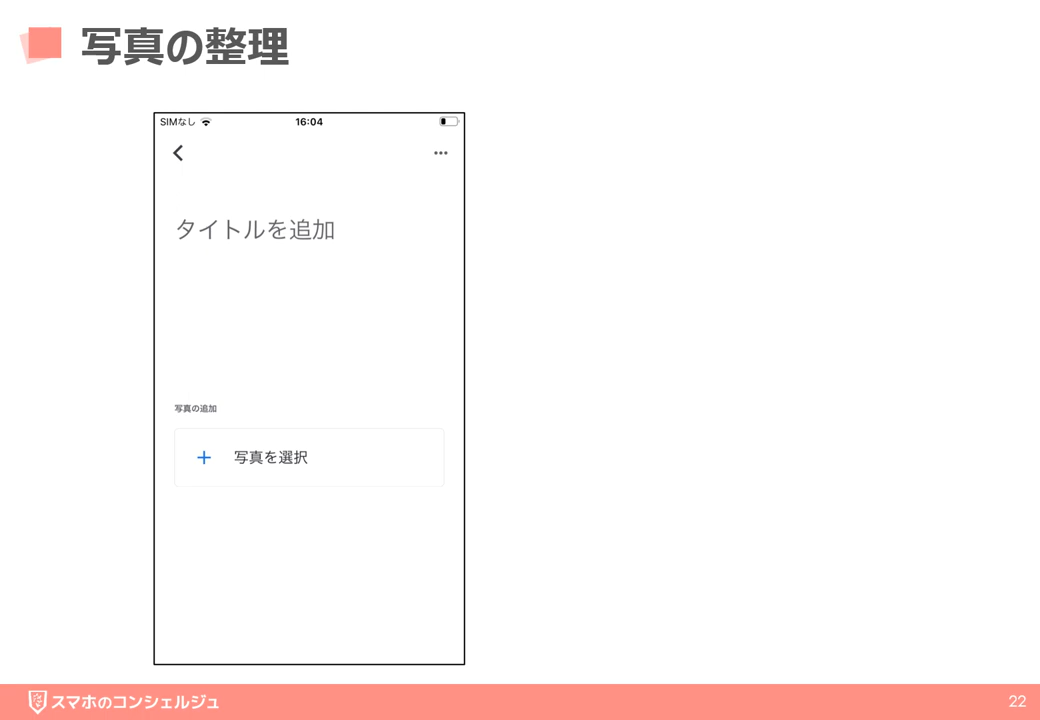 写真の整理
SIMなし 16:04
タイトルを追加
写真の追加
+ 写真を選択
スマホのコンシェルジュ 22